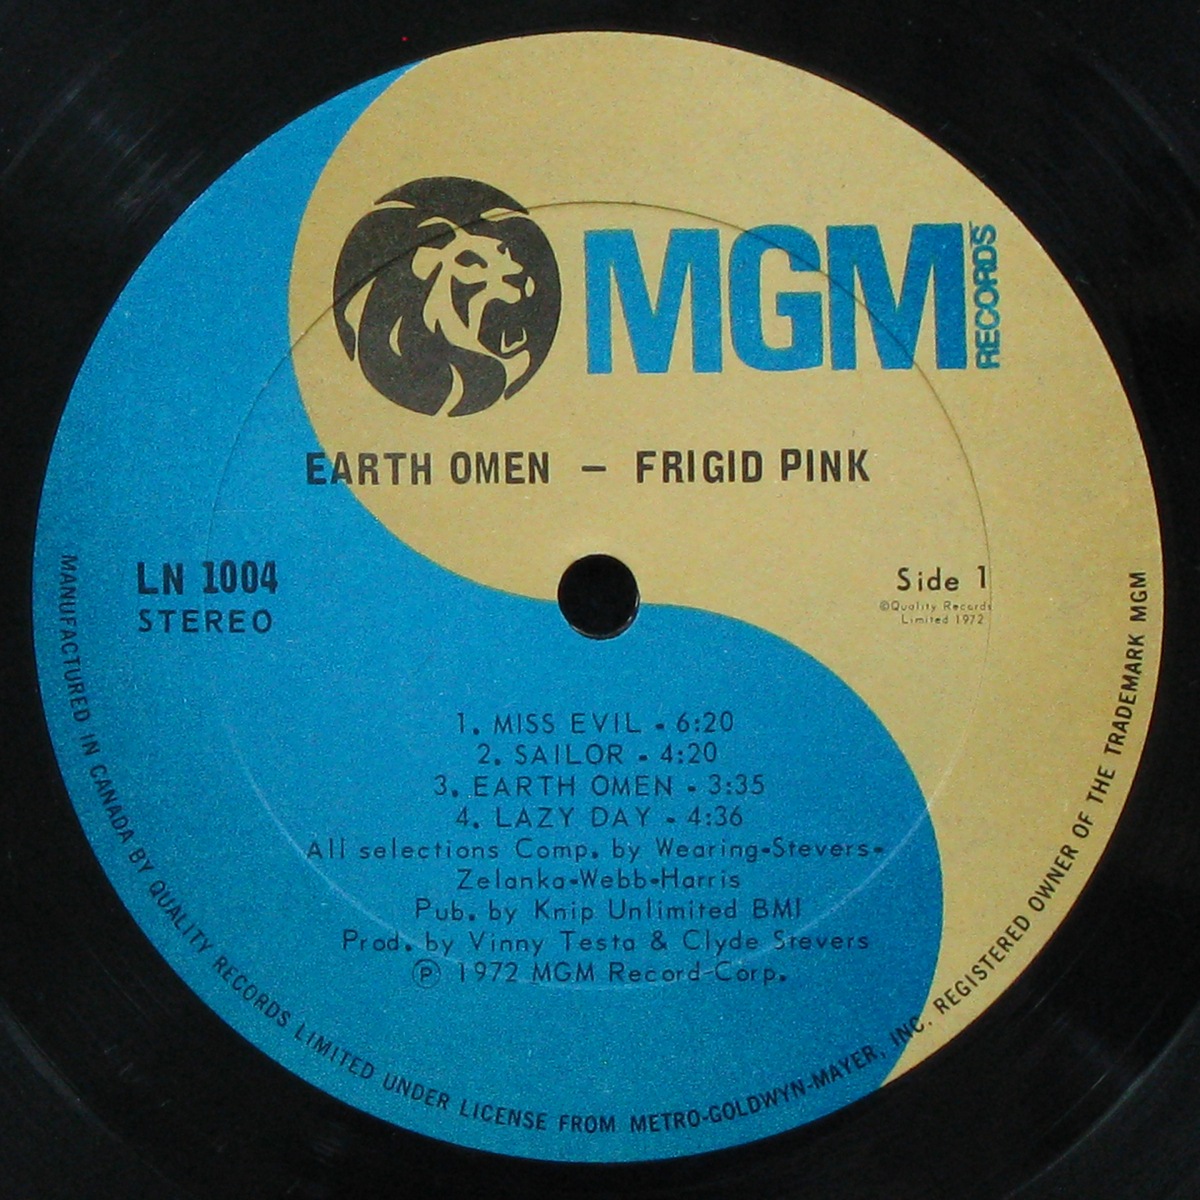 MGM
RECORDS
EARTH OMEN – FRIGID PINK
LN 1004
STEREO
Side 1
©Quality Records
Limited 1972
1. MISS EVIL - 6:20
2. SAILOR - 4:20
3. EARTH OMEN - 3:35
4. LAZY DAY - 4:36
All selections Comp. by Wearing-Stevers-
Zelanka-Webb-Harris
Pub. by Knip Unlimited BMI
Prod. by Vinny Testa & Clyde Stevers
Ⓟ 1972 MGM Record Corp.
MANUFACTURED IN CANADA BY QUALITY RECORDS LIMITED UNDER LICENSE FROM METRO-GOLDWYN-MAYER, INC. REGISTERED OWNER OF THE TRADEMARK MGM